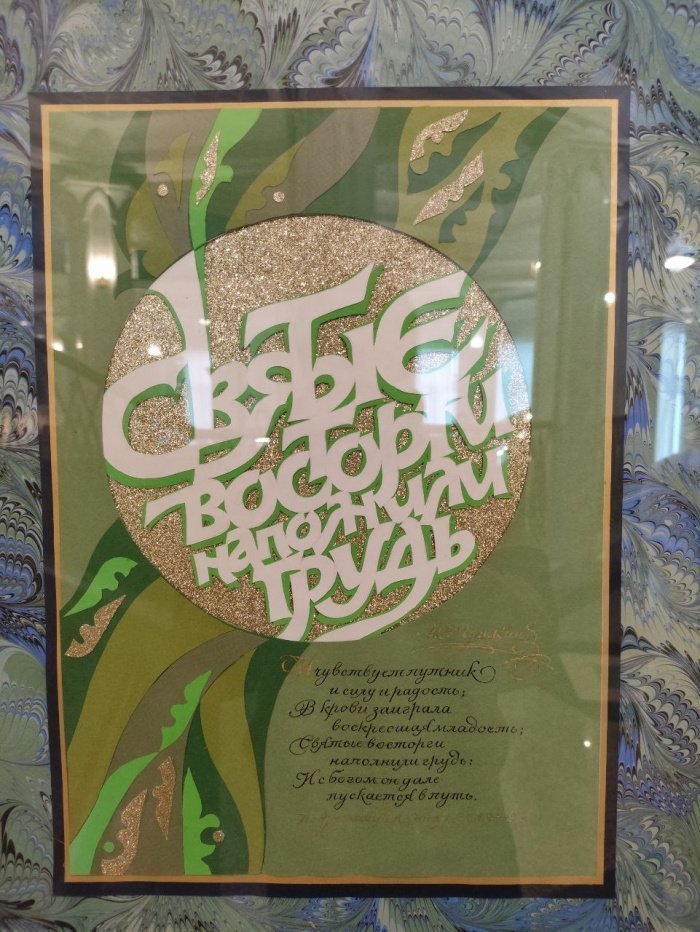 Святые
восторги
наполнили
грудь
И чувствует путник
и силу и радость;
В крови заиграла
воскресшая младость;
Святые восторги
наполнили грудь:
И с богом он дале
пускается в путь.